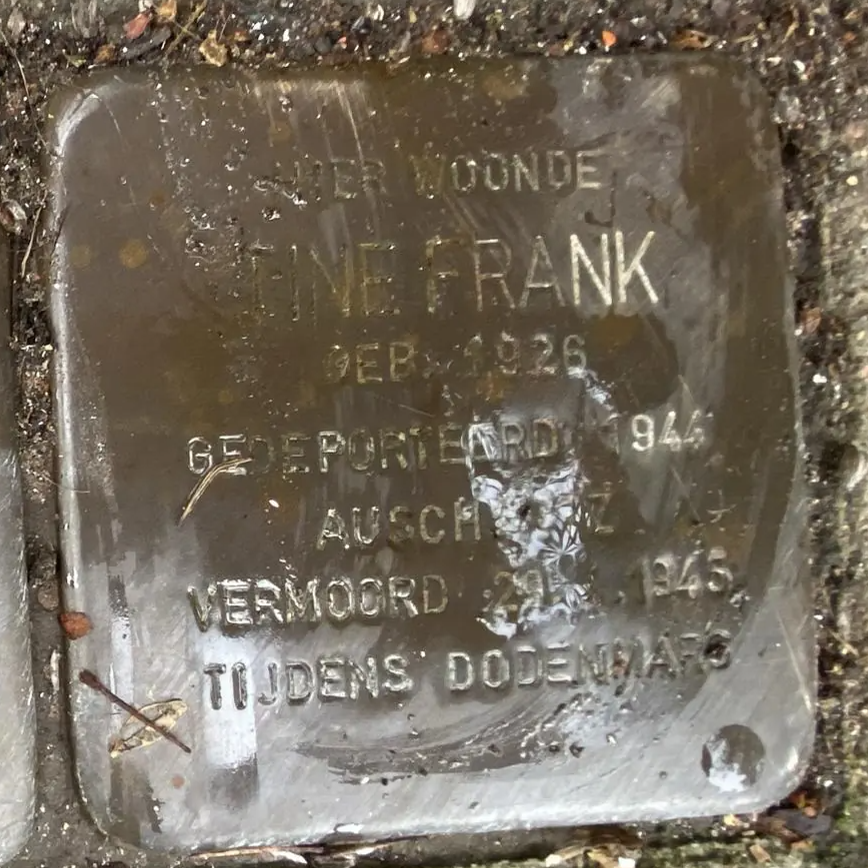 HIER WOONDE
TINE FRANK
GEB. 1926
GEDEPORTEERD 1944
AUSCHWITZ
VERMOORD 1945
TIJDENS DODENMARS